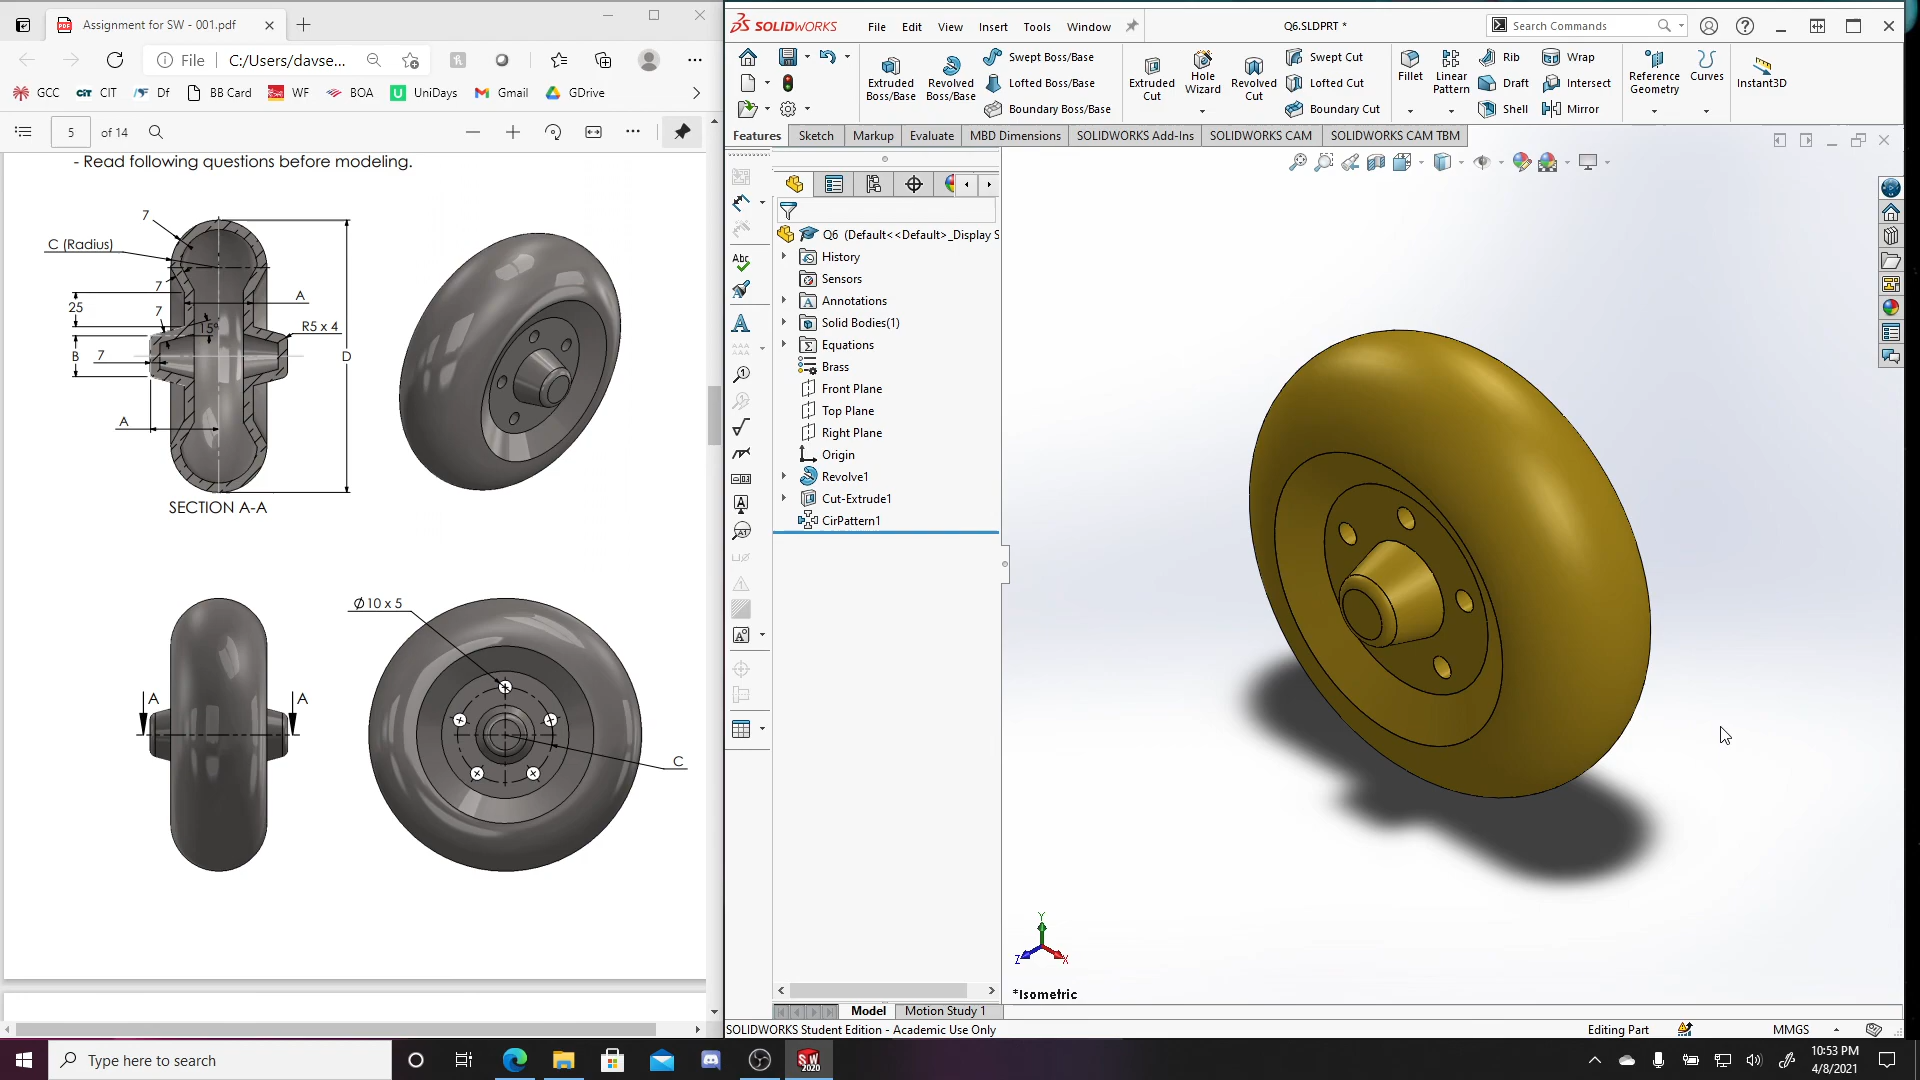 Assignment for SW - 001.pdf
File
C:/Users/davse...
GCC
CIT
Df
BB Card
WF
BOA
UniDays
Gmail
GDrive
5 of 14
- Read following questions before modeling.
7
C (Radius)
7
25
A
7
15°
R5 x 4
B
7
D
A
SECTION A-A
Ø10 x 5
A
A
C
SOLIDWORKS
File
Edit
View
Insert
Tools
Window
Q6.SLDPRT *
Search Commands
Extruded Boss/Base
Revolved Boss/Base
Swept Boss/Base
Lofted Boss/Base
Boundary Boss/Base
Extruded Cut
Hole Wizard
Revolved Cut
Swept Cut
Lofted Cut
Boundary Cut
Fillet
Linear Pattern
Rib
Draft
Shell
Wrap
Intersect
Mirror
Reference Geometry
Curves
Instant3D
Features
Sketch
Markup
Evaluate
MBD Dimensions
SOLIDWORKS Add-Ins
SOLIDWORKS CAM
SOLIDWORKS CAM TBM
Abc
Q6 (Default<<Default>_Display S
History
Sensors
Annotations
Solid Bodies(1)
Equations
Brass
Front Plane
Top Plane
Right Plane
Origin
Revolve1
Cut-Extrude1
CirPattern1
Y
Z
X
*Isometric
Model
Motion Study 1
SOLIDWORKS Student Edition - Academic Use Only
Editing Part
MMGS
Type here to search
SW 2020
10:53 PM
4/8/2021